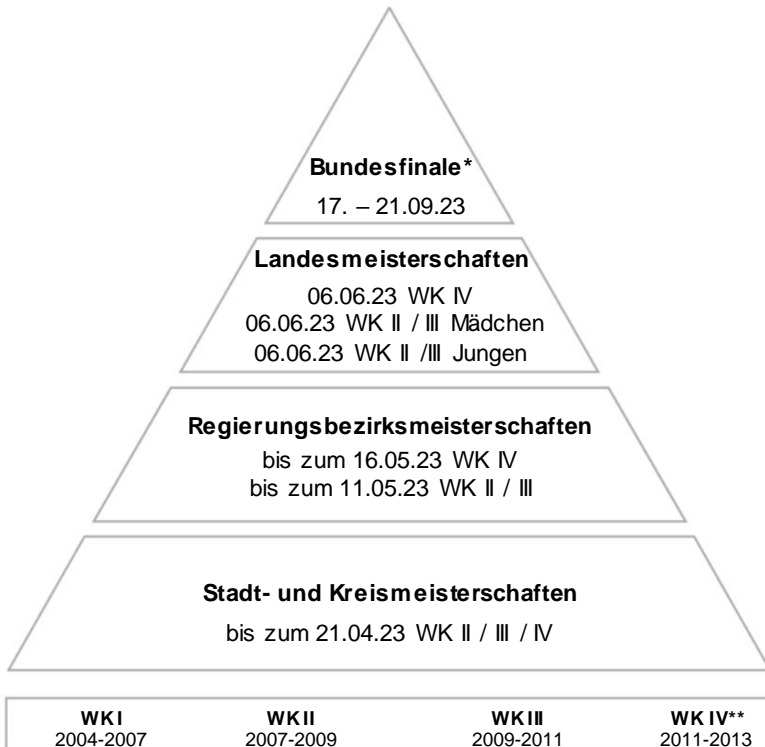 Bundesfinale*
17. – 21.09.23
Landesmeisterschaften
06.06.23 WK IV
06.06.23 WK II / III Mädchen
06.06.23 WK II /III Jungen
Regierungsbezirksmeisterschaften
bis zum 16.05.23 WK IV
bis zum 11.05.23 WK II / III
Stadt- und Kreismeisterschaften
bis zum 21.04.23 WK II / III / IV
WK I WK II WK III WK IV**
2004-2007 2007-2009 2009-2011 2011-2013